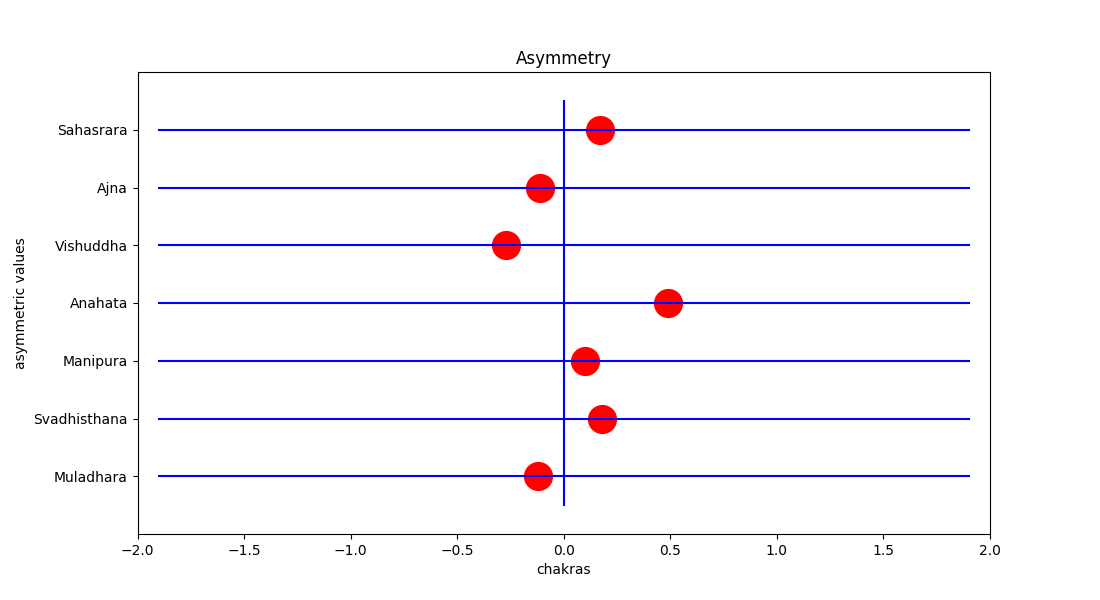 Asymmetry
asymmetric values
Sahasrara
Ajna
Vishuddha
Anahata
Manipura
Svadhisthana
Muladhara
−2.0 −1.5 −1.0 −0.5 0.0 0.5 1.0 1.5 2.0
chakras